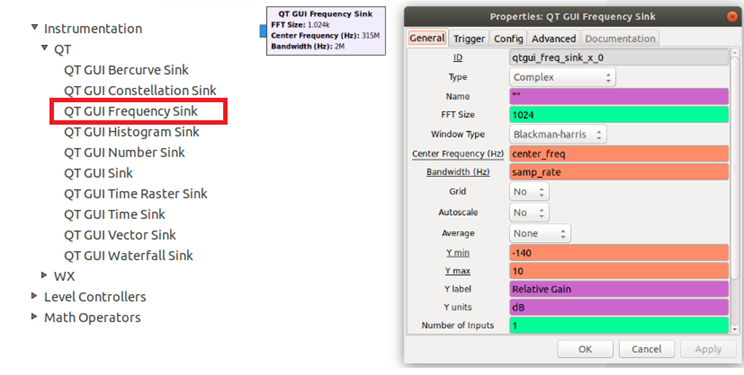 Instrumentation
QT
QT GUI Bercurve Sink
QT GUI Constellation Sink
QT GUI Frequency Sink
QT GUI Histogram Sink
QT GUI Number Sink
QT GUI Sink
QT GUI Time Raster Sink
QT GUI Time Sink
QT GUI Vector Sink
QT GUI Waterfall Sink
WX
Level Controllers
Math Operators
QT GUI Frequency Sink
FFT Size: 1.024k
Center Frequency (Hz): 315M
Bandwidth (Hz): 2M
Properties: QT GUI Frequency Sink
General Trigger Config Advanced Documentation
ID qtgui_freq_sink_x_0
Type Complex
Name ""
FFT Size 1024
Window Type Blackman-harris
Center Frequency (Hz) center_freq
Bandwidth (Hz) samp_rate
Grid No
Autoscale No
Average None
Y min -140
Y max 10
Y label Relative Gain
Y units dB
Number of Inputs 1
OK Cancel Apply